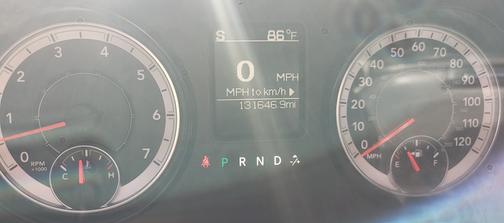 S 86°F
0 MPH
MPH to km/h ▶
131646.9mi
0 1 2 3 4 5 6 7
RPM
×1000
C H
P R N D
0 10 20 30 40 50 60 70 80 90 100 110 120
MPH
E F